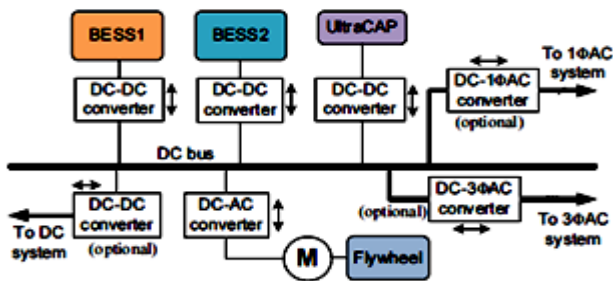 BESS1
BESS2
UltraCAP
DC-DC
converter
DC-DC
converter
DC-DC
converter
DC-1ΦAC
converter
(optional)
To 1ΦAC
system
DC bus
DC-DC
converter
(optional)
To DC
system
DC-AC
converter
M
Flywheel
(optional)
DC-3ΦAC
converter
To 3ΦAC
system